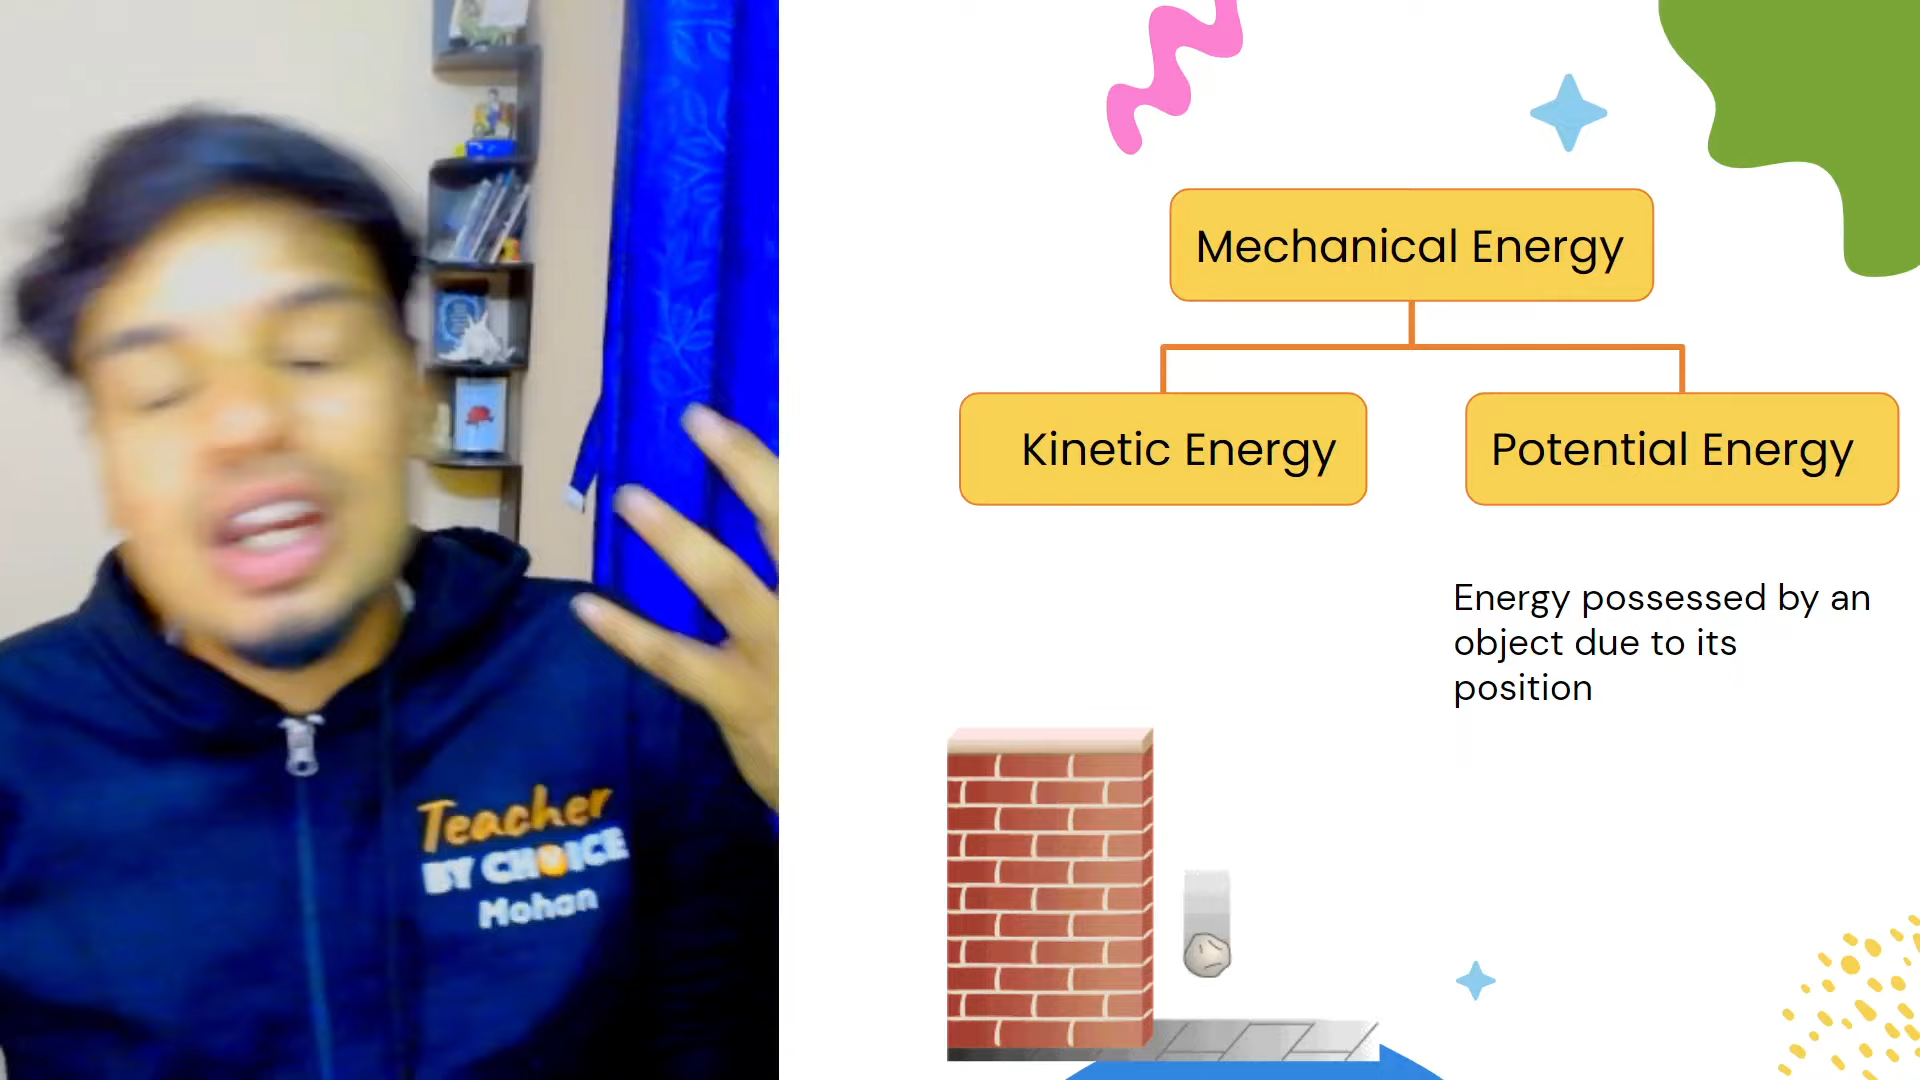 Mechanical Energy
Kinetic Energy
Potential Energy
Energy possessed by an
object due to its
position
Teacher
BY CHOICE
Mohan